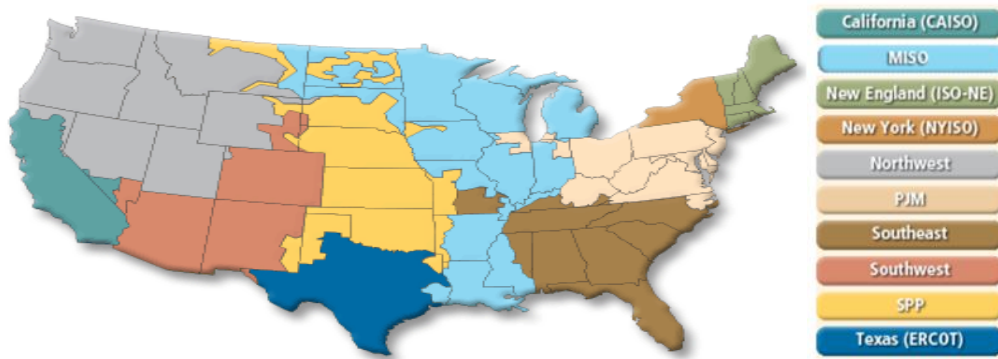 California (CAISO)
MISO
New England (ISO-NE)
New York (NYISO)
Northwest
PJM
Southeast
Southwest
SPP
Texas (ERCOT)